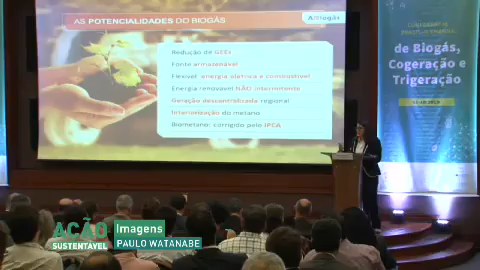 AS POTENCIALIDADES DO BIOGÁS
ABiogás
Redução de GEEs
Fonte armazenável
Flexível: energia elétrica e combustível
Energia renovável NÃO intermitente
Geração descentralizada regional
Interiorização do metano
Biometano: corrigido pelo IPCA
de Biogás,
Cogeração e
Trigeração
AÇÃO
SUSTENTÁVEL
Imagens
PAULO WATANABE